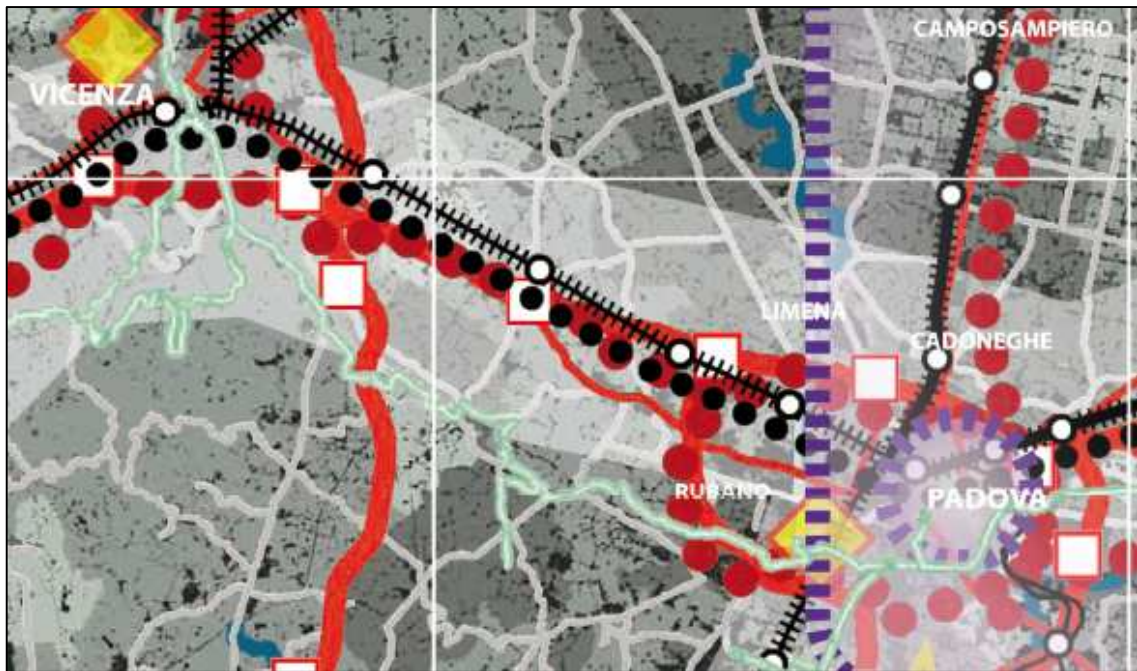 CAMPOSAMPIERO
VICENZA
LIMENA
CADONEGHE
RUBANO
PADOVA